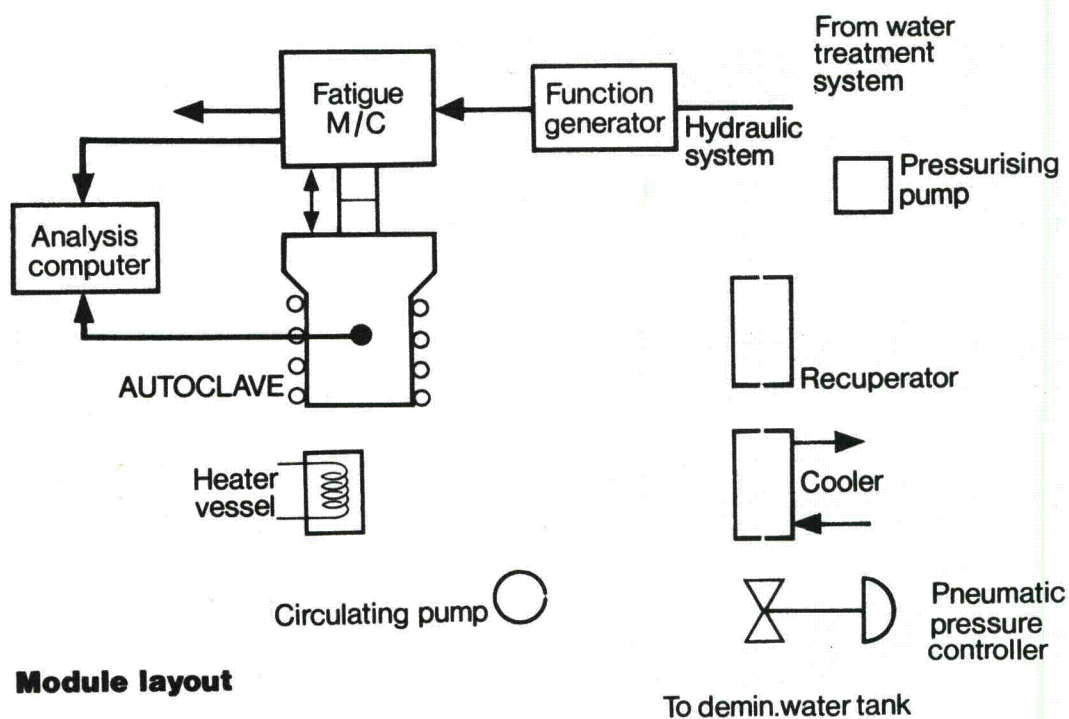 From water
treatment
system
Fatigue
M/C
Function
generator
Hydraulic
system
Pressurising
pump
Analysis
computer
AUTOCLAVE
Recuperator
Heater
vessel
Cooler
Circulating pump
Pneumatic
pressure
controller
Module layout
To demin.water tank